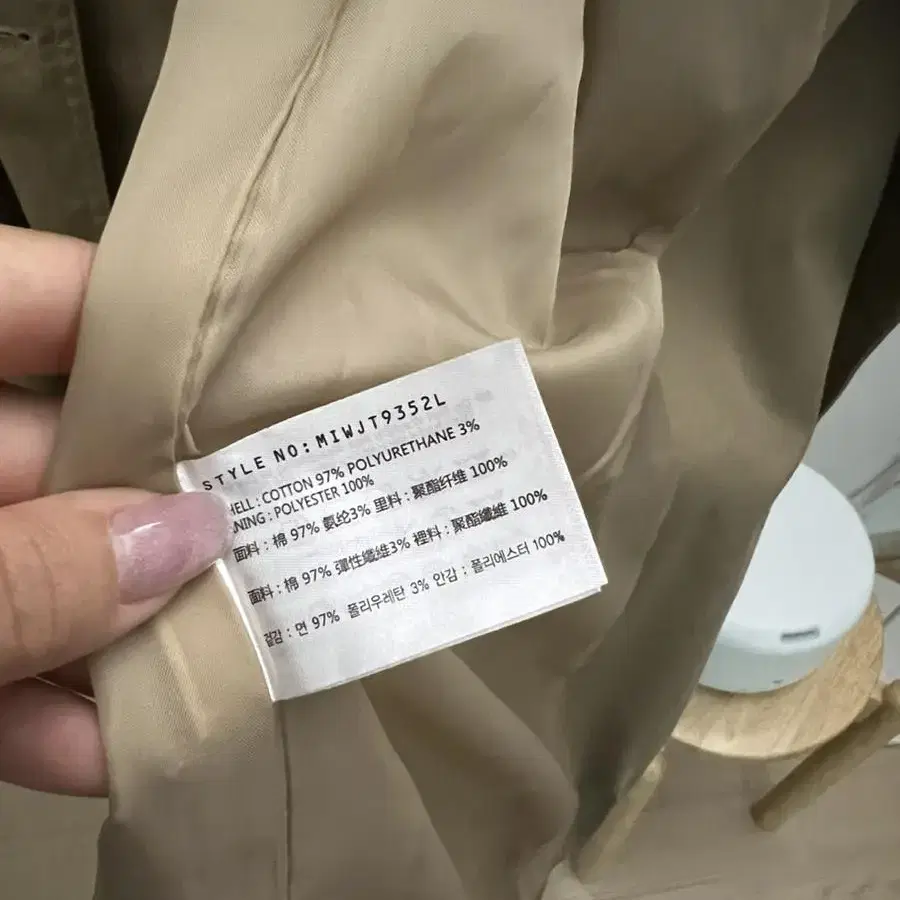 STYLE NO: MIWJT9352L
HELL : COTTON 97% POLYURETHANE 3%
NING : POLYESTER 100%
面料 : 棉 97% 氨纶3% 里料 : 聚酯纤维 100%
面料 : 棉 97% 彈性纖維3% 裡料 : 聚酯纖維 100%
겉감 : 면 97% 폴리우레탄 3% 안감 : 폴리에스터 100%